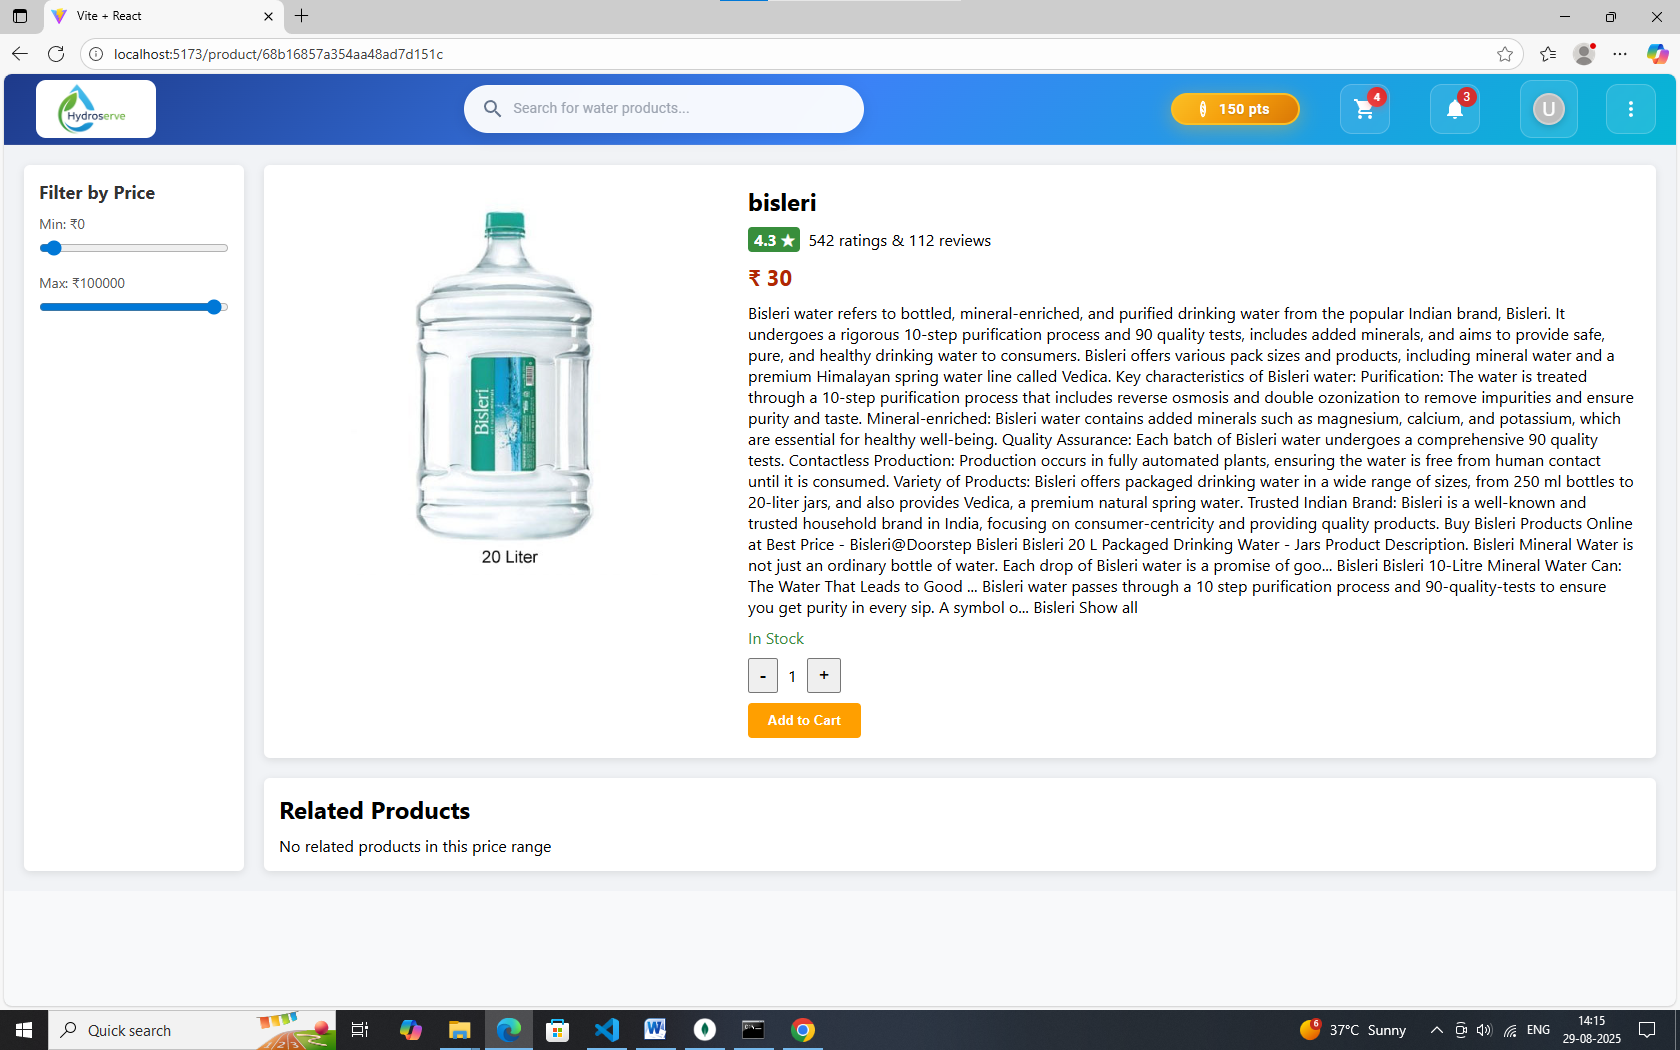 Vite + React
localhost:5173/product/68b16857a354aa48ad7d151c
Hydroserve
Search for water products...
150 pts
4
3
U
Filter by Price
Min: ₹0
Max: ₹100000
Bisleri
20 Liter
bisleri
4.3 ★ 542 ratings & 112 reviews
₹ 30
Bisleri water refers to bottled, mineral-enriched, and purified drinking water from the popular Indian brand, Bisleri. It
undergoes a rigorous 10-step purification process and 90 quality tests, includes added minerals, and aims to provide safe,
pure, and healthy drinking water to consumers. Bisleri offers various pack sizes and products, including mineral water and a
premium Himalayan spring water line called Vedica. Key characteristics of Bisleri water: Purification: The water is treated
through a 10-step purification process that includes reverse osmosis and double ozonization to remove impurities and ensure
purity and taste. Mineral-enriched: Bisleri water contains added minerals such as magnesium, calcium, and potassium, which
are essential for healthy well-being. Quality Assurance: Each batch of Bisleri water undergoes a comprehensive 90 quality
tests. Contactless Production: Production occurs in fully automated plants, ensuring the water is free from human contact
until it is consumed. Variety of Products: Bisleri offers packaged drinking water in a wide range of sizes, from 250 ml bottles to
20-liter jars, and also provides Vedica, a premium natural spring water. Trusted Indian Brand: Bisleri is a well-known and
trusted household brand in India, focusing on consumer-centricity and providing quality products. Buy Bisleri Products Online
at Best Price - Bisleri@Doorstep Bisleri Bisleri 20 L Packaged Drinking Water - Jars Product Description. Bisleri Mineral Water is
not just an ordinary bottle of water. Each drop of Bisleri water is a promise of goo... Bisleri Bisleri 10-Litre Mineral Water Can:
The Water That Leads to Good ... Bisleri water passes through a 10 step purification process and 90-quality-tests to ensure
you get purity in every sip. A symbol o... Bisleri Show all
In Stock
- 1 +
Add to Cart
Related Products
No related products in this price range
Quick search
6
37°C Sunny
ENG
14:15
29-08-2025